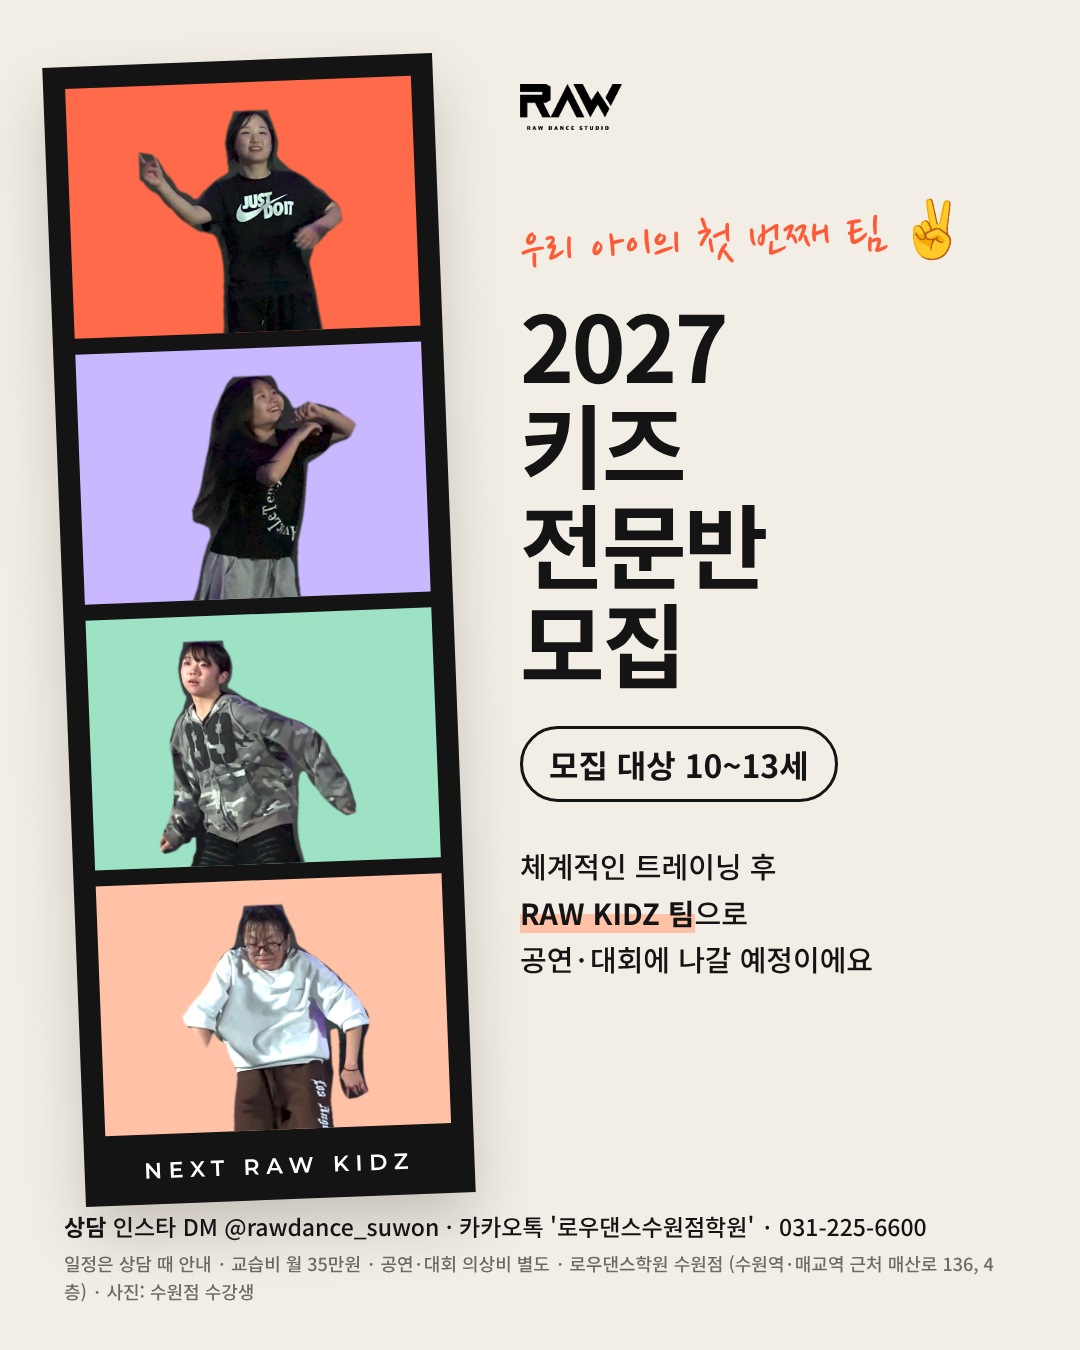 RAW
RAW DANCE STUDIO
우리 아이의 첫 번째 팀 ✌️
2027
키즈
전문반
모집
모집 대상 10~13세
체계적인 트레이닝 후
RAW KIDZ 팀으로
공연·대회에 나갈 예정이에요
JUST
DO IT
NEXT RAW KIDZ
상담 인스타 DM @rawdance_suwon · 카카오톡 '로우댄스수원점학원' · 031-225-6600
일정은 상담 때 안내 · 교습비 월 35만원 · 공연·대회 의상비 별도 · 로우댄스학원 수원점 (수원역·매교역 근처 매산로 136, 4
층) · 사진: 수원점 수강생